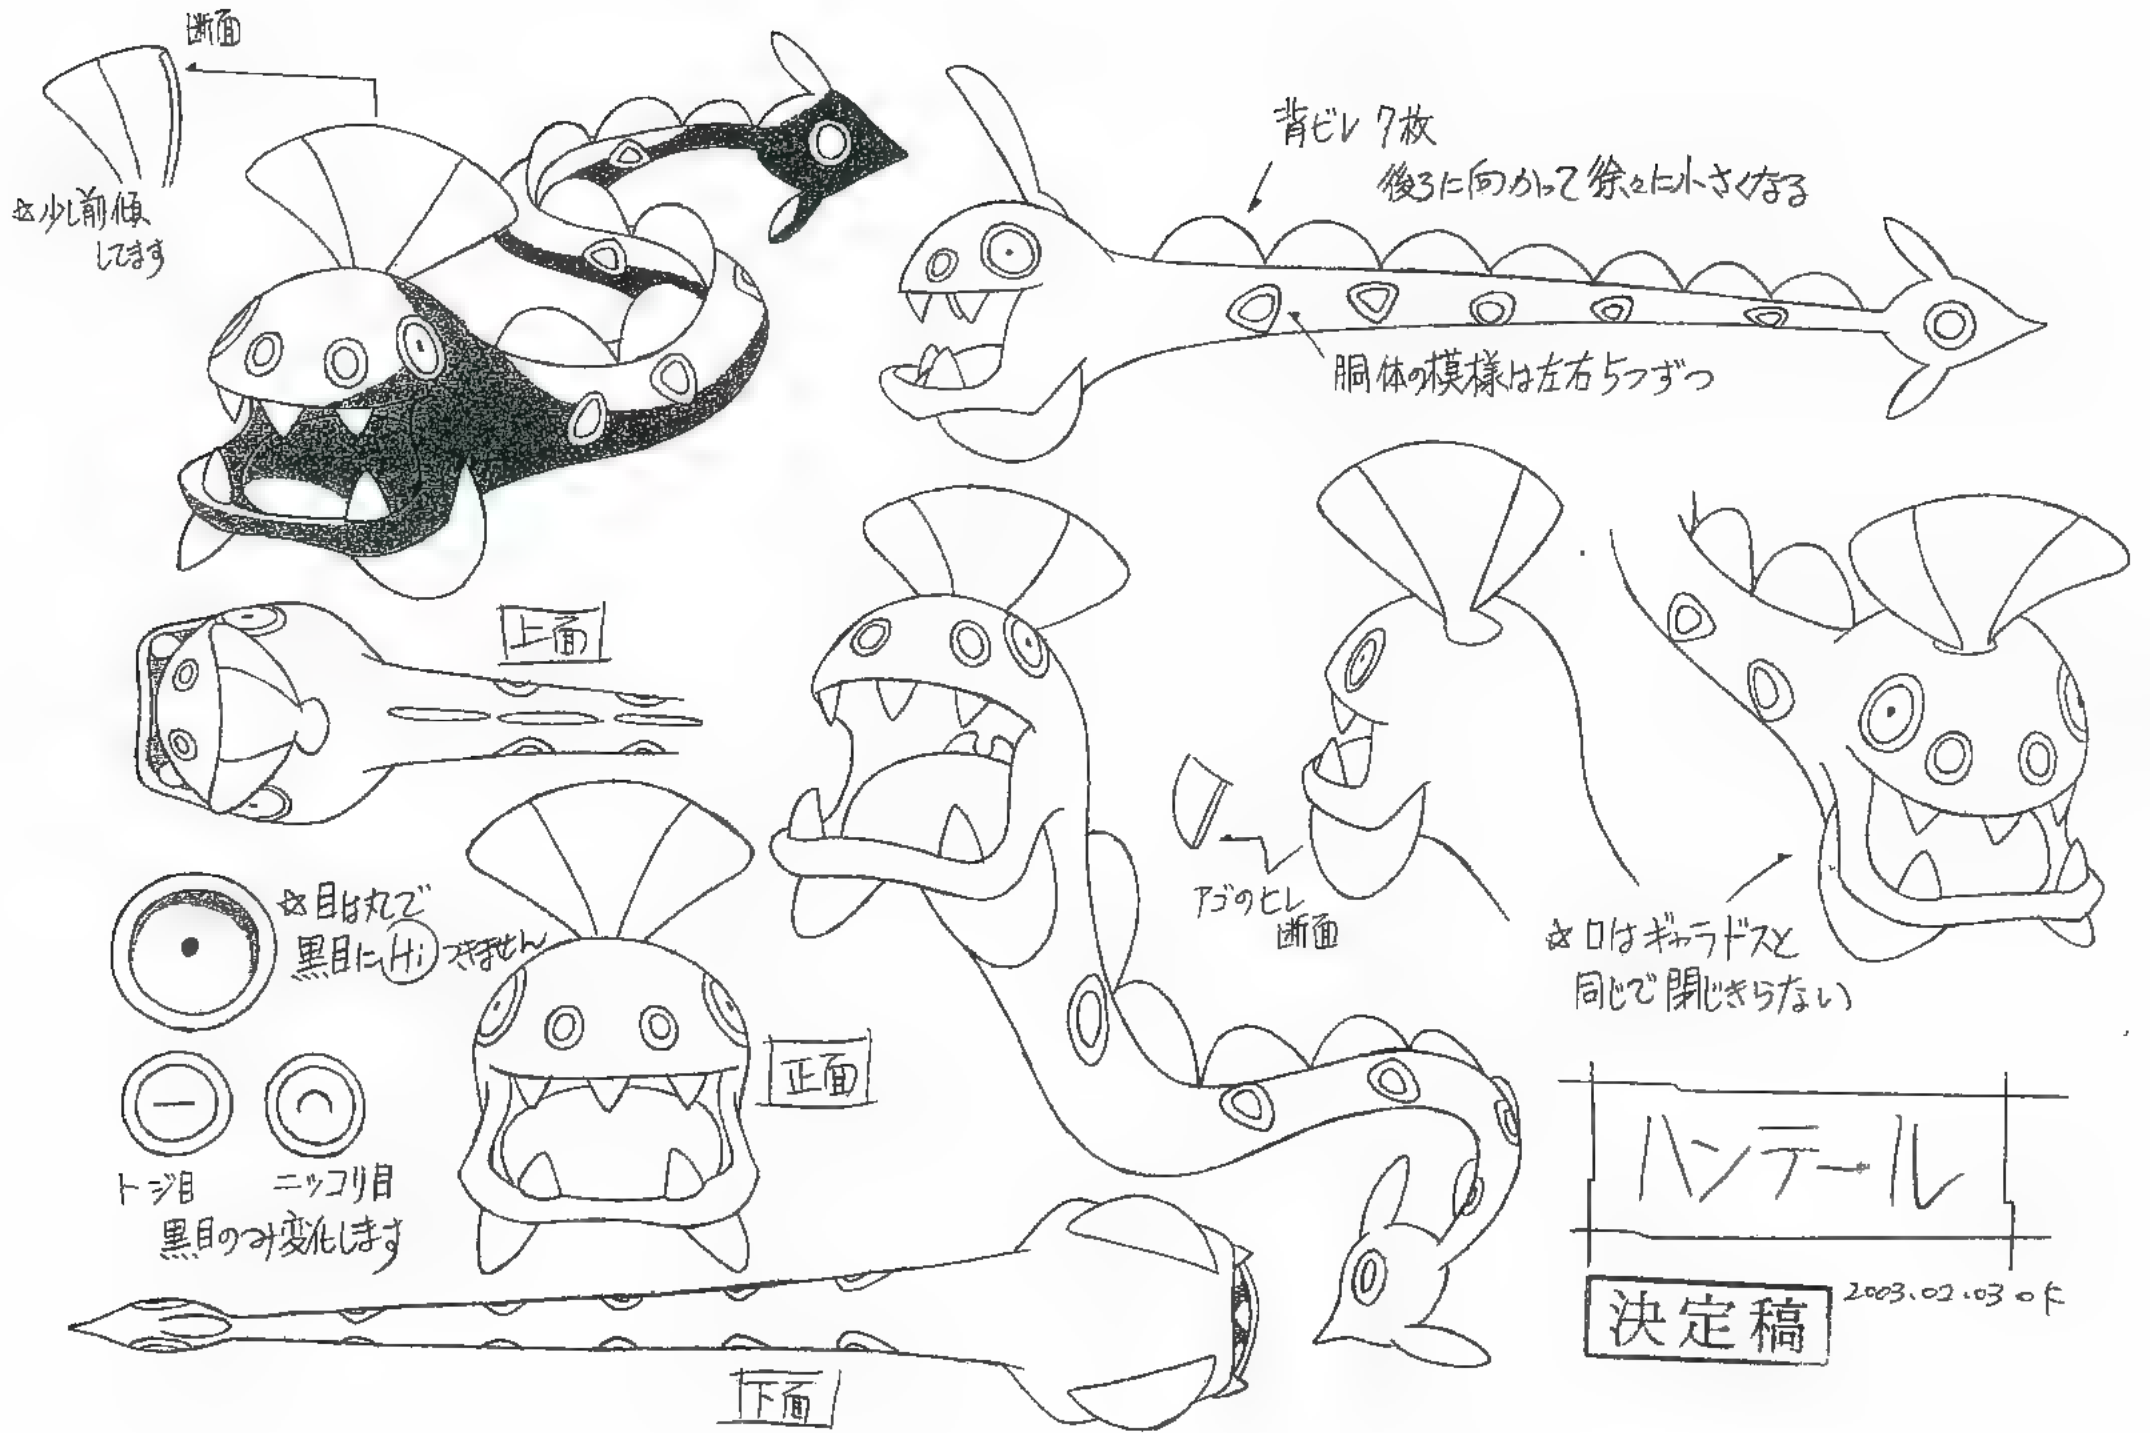 断面
☆少し前傾
してます
背ビレ 7枚
後ろに向かって徐々に小さくなる
胴体の模様は左右5つずつ
上面
☆目は丸で
黒目にHiつきません
トジ目
ニッコリ目
黒目のみ変化します
正面
アゴのヒレ
断面
☆口はギャラドスと
同じで閉じきらない
下面
ハンテール
決定稿
2003.02.03 OK